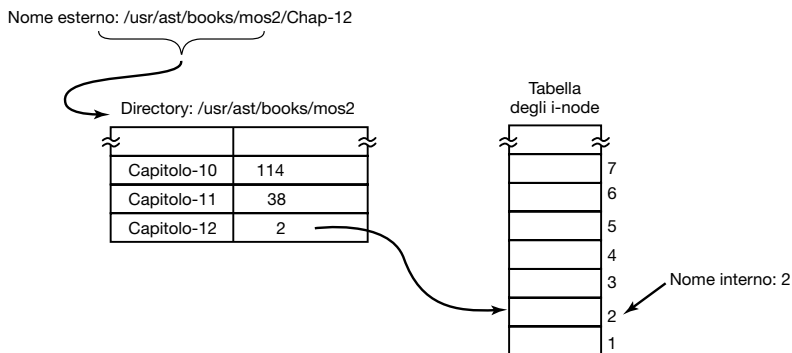 Nome esterno: /usr/ast/books/mos2/Chap-12
Directory: /usr/ast/books/mos2
Capitolo-10 114
Capitolo-11 38
Capitolo-12 2
Tabella
degli i-node
7
6
5
4
3
2
1
Nome interno: 2